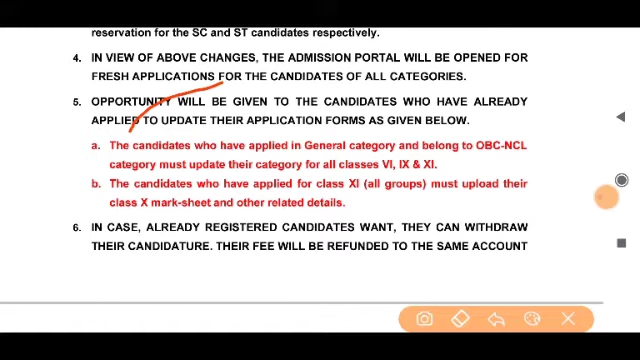 reservation for the SC and ST candidates respectively.
4. IN VIEW OF ABOVE CHANGES, THE ADMISSION PORTAL WILL BE OPENED FOR
FRESH APPLICATIONS FOR THE CANDIDATES OF ALL CATEGORIES.
5. OPPORTUNITY WILL BE GIVEN TO THE CANDIDATES WHO HAVE ALREADY
APPLIED TO UPDATE THEIR APPLICATION FORMS AS GIVEN BELOW.
a. The candidates who have applied in General category and belong to OBC-NCL
category must update their category for all classes VI, IX & XI.
b. The candidates who have applied for class XI (all groups) must upload their
class X mark-sheet and other related details.
6. IN CASE, ALREADY REGISTERED CANDIDATES WANT, THEY CAN WITHDRAW
THEIR CANDIDATURE. THEIR FEE WILL BE REFUNDED TO THE SAME ACCOUNT